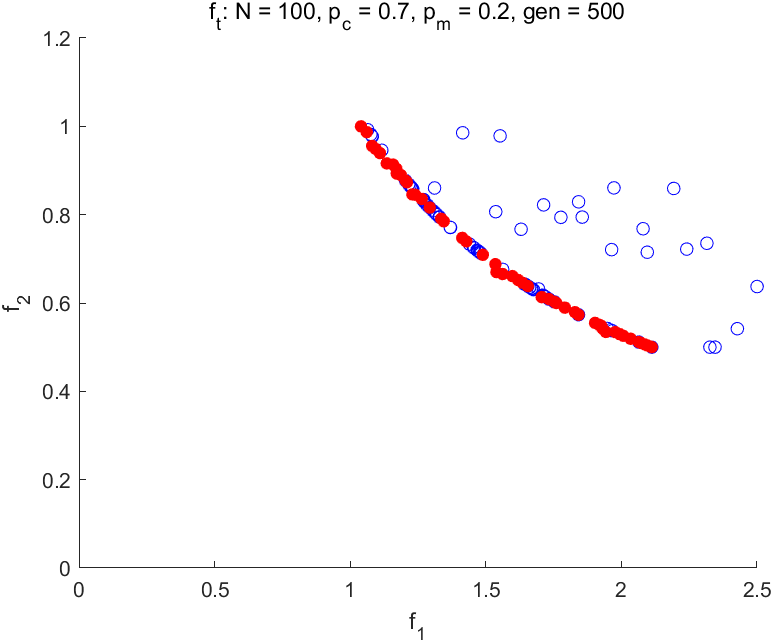 f_t: N = 100, p_c = 0.7, p_m = 0.2, gen = 500
1.2
1
0.8
0.6
0.4
0.2
0
f_2
0 0.5 1 1.5 2 2.5
f_1